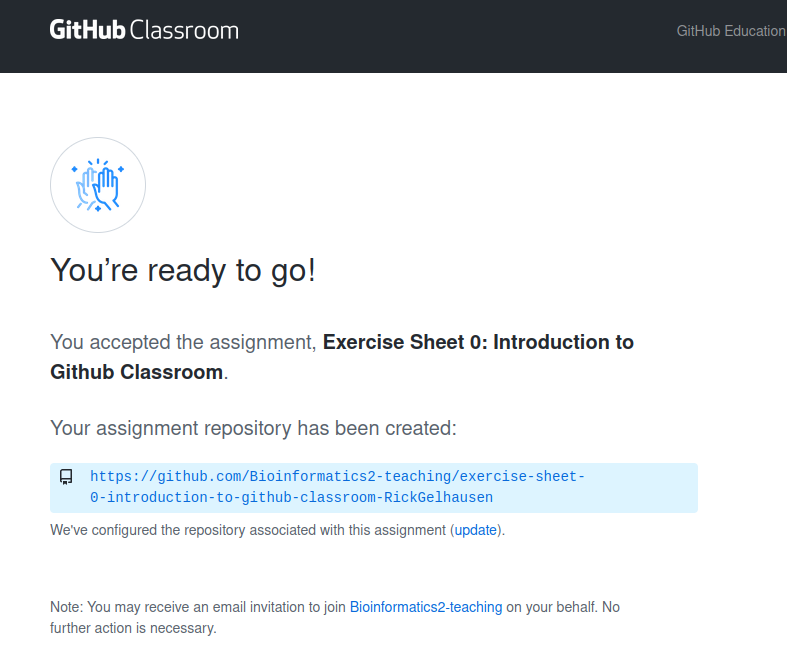 GitHub Classroom
GitHub Education
You’re ready to go!
You accepted the assignment, Exercise Sheet 0: Introduction to
Github Classroom.
Your assignment repository has been created:
https://github.com/Bioinformatics2-teaching/exercise-sheet-
0-introduction-to-github-classroom-RickGelhausen
We've configured the repository associated with this assignment (update).
Note: You may receive an email invitation to join Bioinformatics2-teaching on your behalf. No
further action is necessary.